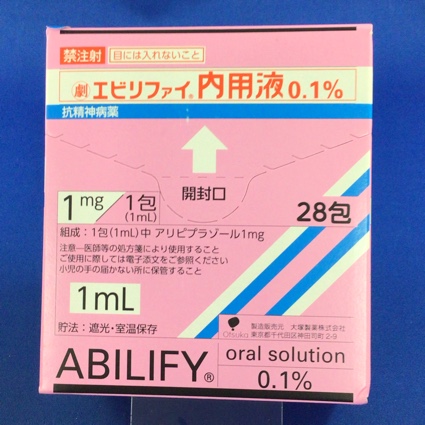 禁注射 目には入れないこと
劇 エビリファイ® 内用液 0.1%
抗精神病薬
開封口
1mg 1包(1mL)
28包
組成:1包(1mL)中 アリピプラゾール1mg
注意―医師等の処方箋により使用すること
ご使用に際しては電子添文をご参照ください
小児の手の届かない所に保管すること
1mL
貯法:遮光・室温保存
Otsuka 製造販売元 大塚製薬株式会社
東京都千代田区神田司町2-9
ABILIFY® oral solution
0.1%